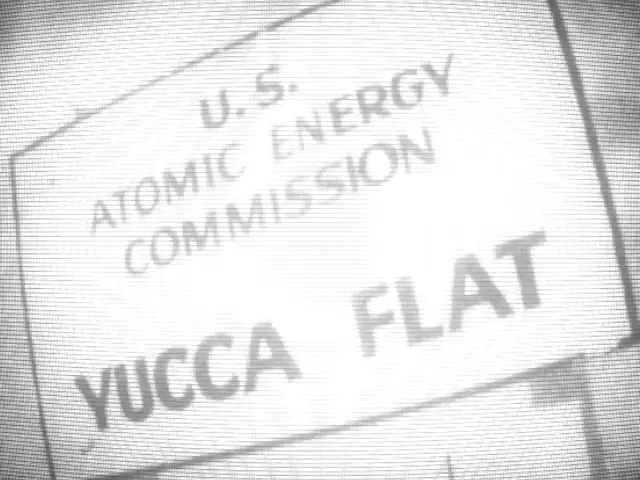 U.S.
ATOMIC ENERGY
COMMISSION
YUCCA FLAT